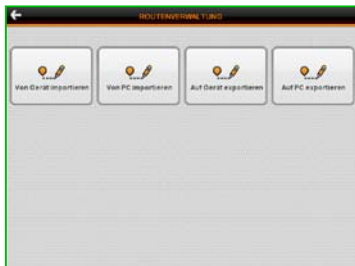 ROUTENVERWALTUNG
Von Gerät importieren
Von PC importieren
Auf Gerät exportieren
Auf PC exportieren